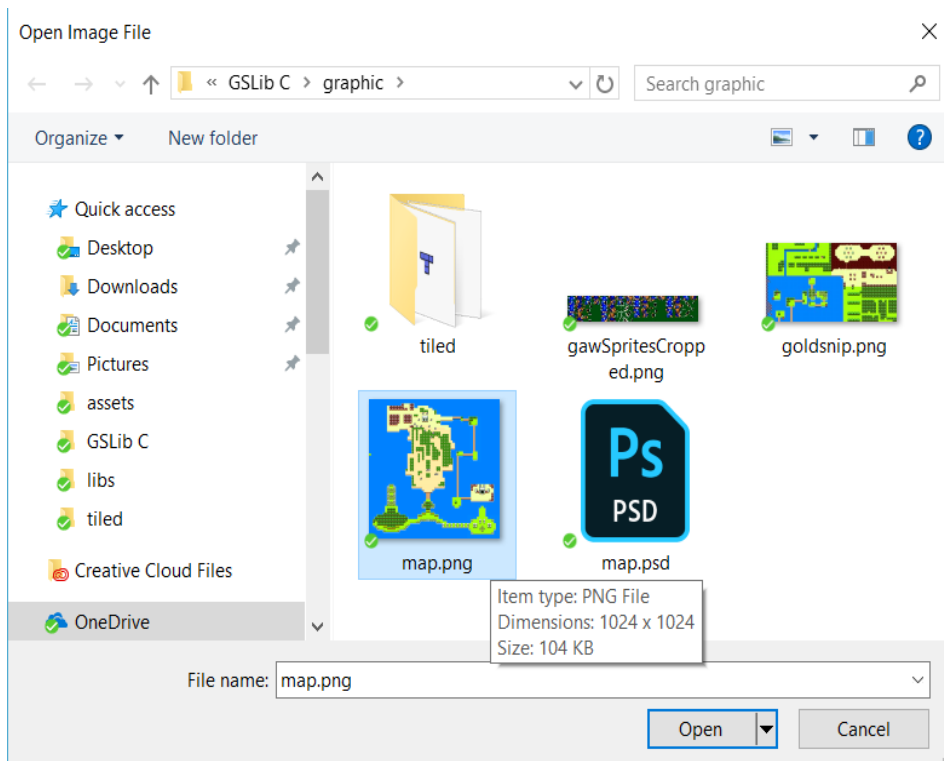 Open Image File
« GSLib C > graphic >
Search graphic
Organize
New folder
?
Quick access
Desktop
Downloads
Documents
Pictures
assets
GSLib C
libs
tiled
Creative Cloud Files
OneDrive
T
tiled
gawSpritesCropp
ed.png
goldsnip.png
map.png
Ps
PSD
map.psd
Item type: PNG File
Dimensions: 1024 x 1024
Size: 104 KB
File name: map.png
Open
Cancel